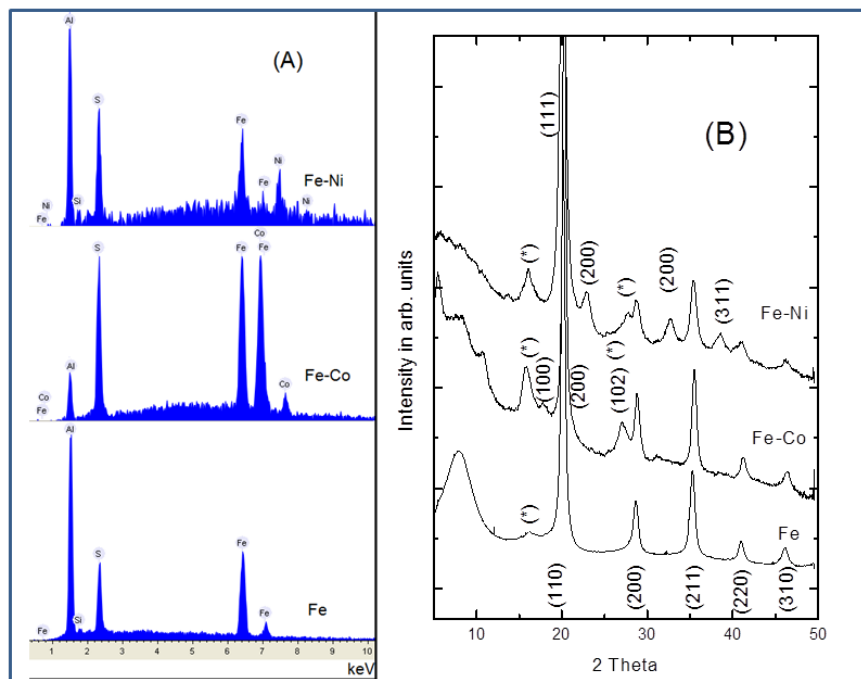 (A)
Al
S
Fe
Fe
Ni
Ni
Ni
Fe
Si
Fe-Ni
S
Fe
Co
Fe
Al
Co
Co
Fe
Fe-Co
Al
S
Fe
Fe
Fe
Si
Fe
1 2 3 4 5 6 7 8 9 10
keV
(B)
Intensity in arb. units
(111)
(*)
(200)
(*)
(200)
(311)
Fe-Ni
(*)
(100)
(200)
(*)
(102)
Fe-Co
(*)
Fe
(110)
(200)
(211)
(220)
(310)
10 20 30 40 50
2 Theta